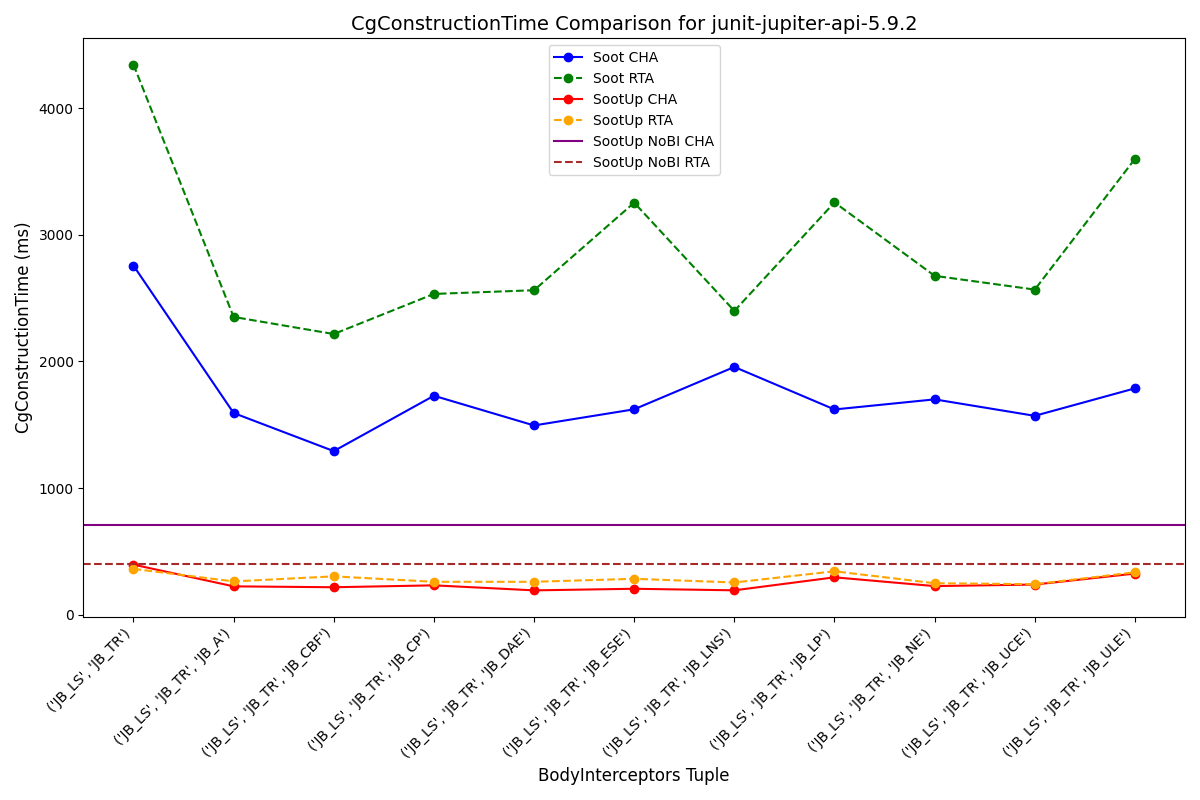 CgConstructionTime Comparison for junit-jupiter-api-5.9.2
Soot CHA
Soot RTA
SootUp CHA
SootUp RTA
SootUp NoBI CHA
SootUp NoBI RTA
CgConstructionTime (ms)
4000
3000
2000
1000
0
('JB_LS', 'JB_TR')
('JB_LS', 'JB_TR', 'JB_A')
('JB_LS', 'JB_TR', 'JB_CBF')
('JB_LS', 'JB_TR', 'JB_CP')
('JB_LS', 'JB_TR', 'JB_DAE')
('JB_LS', 'JB_TR', 'JB_ESE')
('JB_LS', 'JB_TR', 'JB_LNS')
('JB_LS', 'JB_TR', 'JB_LP')
('JB_LS', 'JB_TR', 'JB_NE')
('JB_LS', 'JB_TR', 'JB_UCE')
('JB_LS', 'JB_TR', 'JB_ULE')
BodyInterceptors Tuple